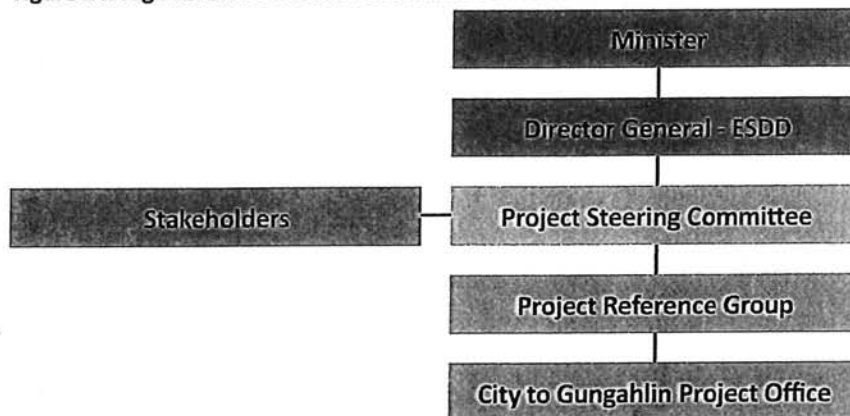 Minister
Director General - ESDD
Stakeholders
Project Steering Committee
Project Reference Group
City to Gungahlin Project Office